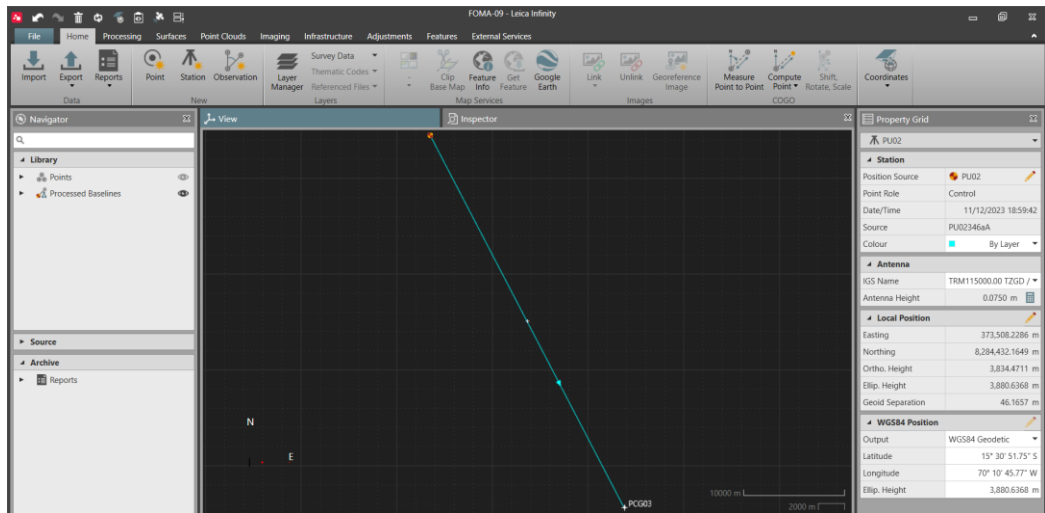 FOMA-09 - Leica Infinity
File Home Processing Surfaces Point Clouds Imaging Infrastructure Adjustments Features External Services
Import Export Reports
Data
Point Station Observation
New
Layer Manager
Survey Data
Thematic Codes
Referenced Files
Layers
-
Clip Base Map
Feature Info
Get Feature
Google Earth
Map Services
Link Unlink Georeference Image
Images
Measure Point to Point
Compute Point
Shift, Rotate, Scale
COGO
Coordinates
Navigator
Library
Points
Processed Baselines
Source
Archive
Reports
View Inspector
N
E
PCG03
10000 m
2000 m
Property Grid
PU02
Station
Position Source PU02
Point Role Control
Date/Time 11/12/2023 18:59:42
Source PU02346aA
Colour By Layer
Antenna
IGS Name TRM115000.00 TZGD /
Antenna Height 0.0750 m
Local Position
Easting 373,508.2286 m
Northing 8,284,432.1649 m
Ortho. Height 3,834.4711 m
Ellip. Height 3,880.6368 m
Geoid Separation 46.1657 m
WGS84 Position
Output WGS84 Geodetic
Latitude 15° 30' 51.75" S
Longitude 70° 10' 45.77" W
Ellip. Height 3,880.6368 m